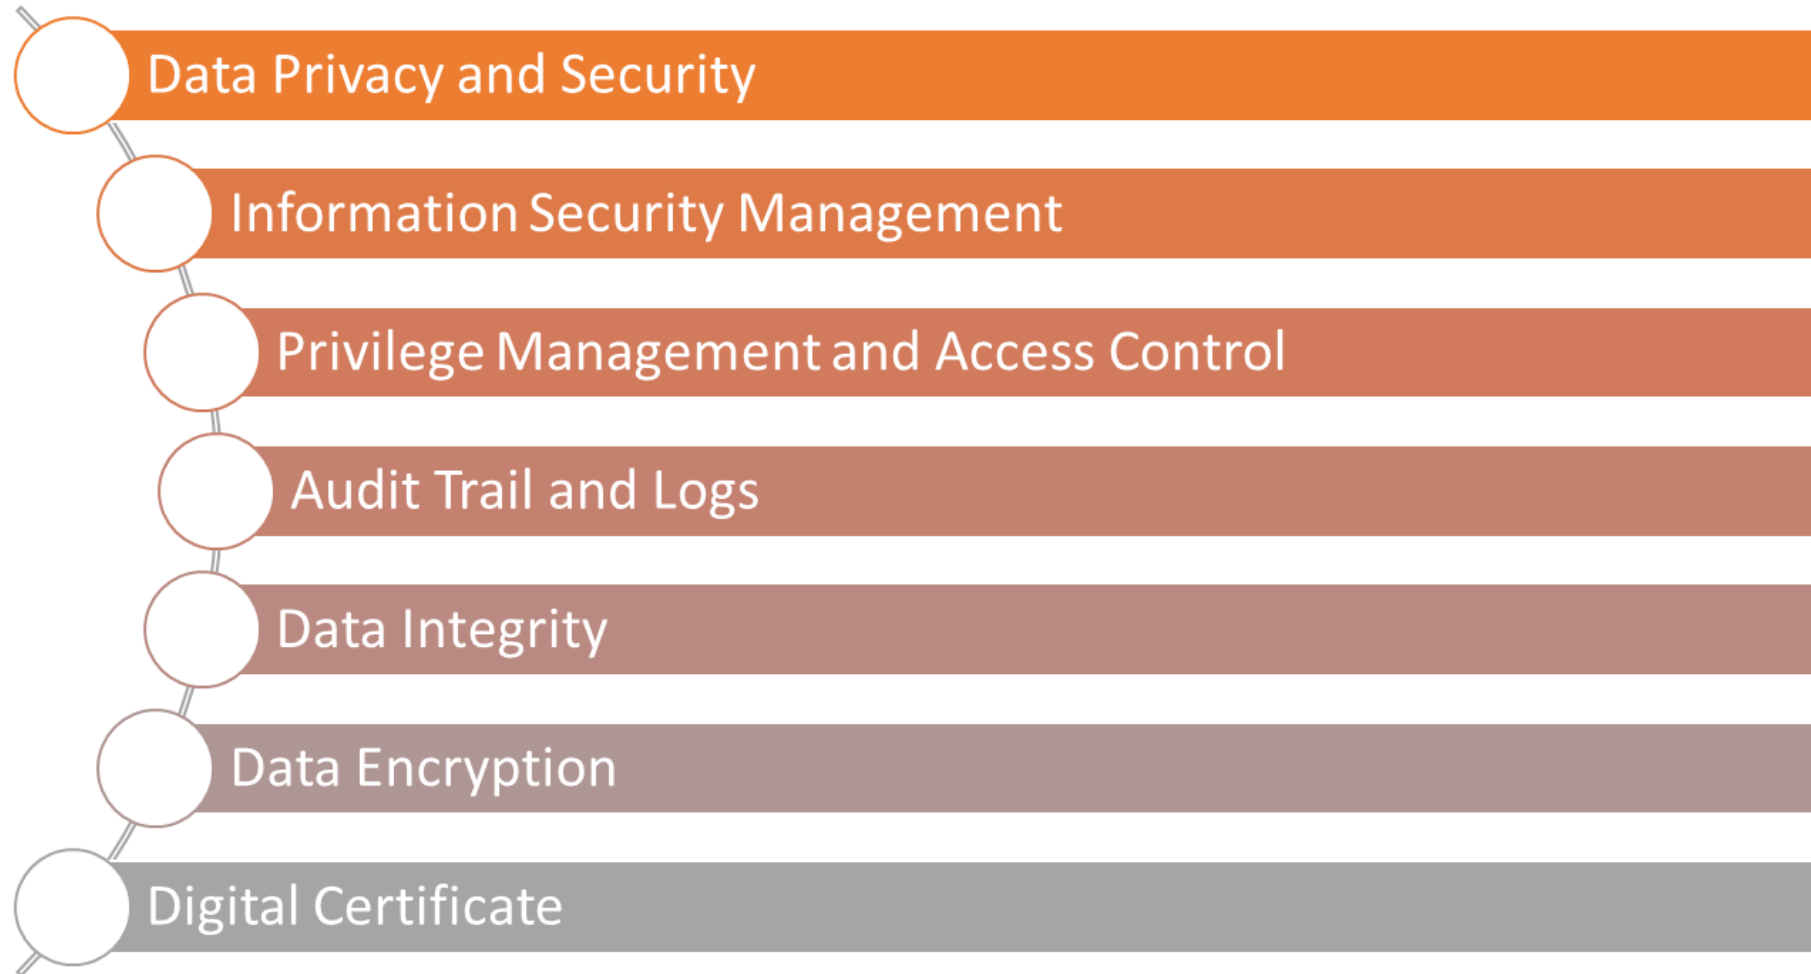 Data Privacy and Security
Information Security Management
Privilege Management and Access Control
Audit Trail and Logs
Data Integrity
Data Encryption
Digital Certificate